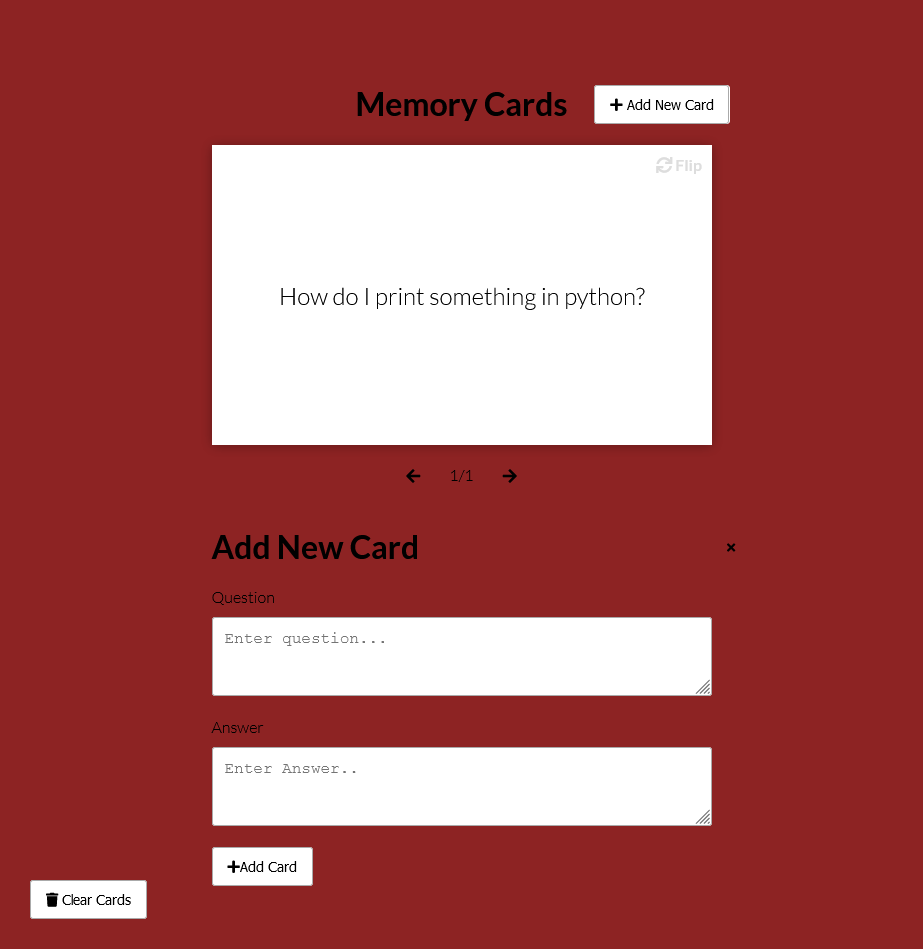 Memory Cards
Add New Card
Flip
How do I print something in python?
1/1
Add New Card
Question
Enter question...
Answer
Enter Answer..
Add Card
Clear Cards